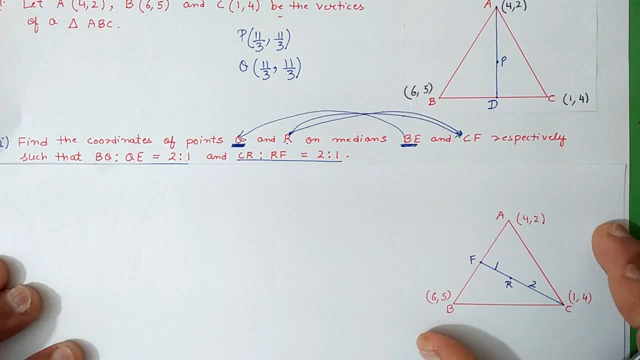 Let A(4,2), B(6,5) and C(1,4) be the vertices
of a △ ABC.
P(11/3, 11/3)
Q(11/3, 11/3)
A (4,2)
P
(6,5)
B
D
C
(1,4)
i) Find the coordinates of points Q and R on medians BE and CF respectively
such that BQ : QE = 2:1 and CR : RF = 2:1.
A (4,2)
F
1
R
2
(6,5)
B
(1,4)
C